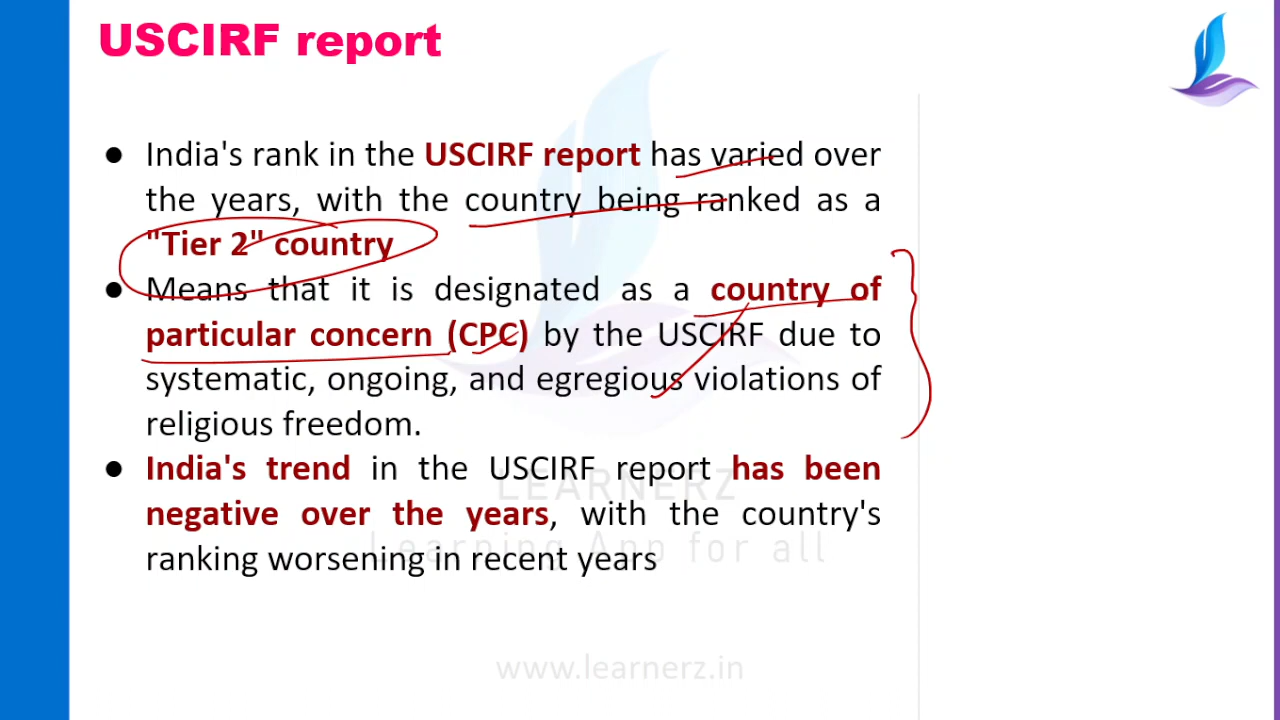 USCIRF report
● India's rank in the USCIRF report has varied over
the years, with the country being ranked as a
"Tier 2" country
● Means that it is designated as a country of
particular concern (CPC) by the USCIRF due to
systematic, ongoing, and egregious violations of
religious freedom.
● India's trend in the USCIRF report has been
negative over the years, with the country's
ranking worsening in recent years
LEARNERZ
Learning App for all
www.learnerz.in